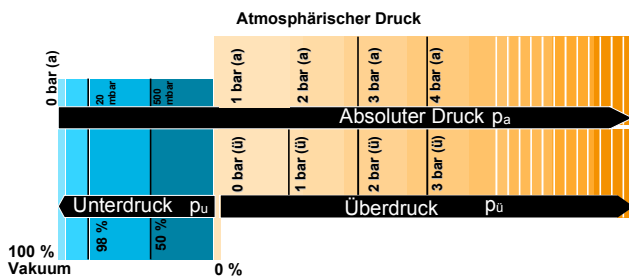 Atmosphärischer Druck
0 bar (a)
20
mbar
500
mbar
1 bar (a)
2 bar (a)
3 bar (a)
4 bar (a)
Absoluter Druck pa
0 bar (ü)
1 bar (ü)
2 bar (ü)
3 bar (ü)
Unterdruck pu
Überdruck pü
98 %
50 %
100 %
Vakuum
0 %